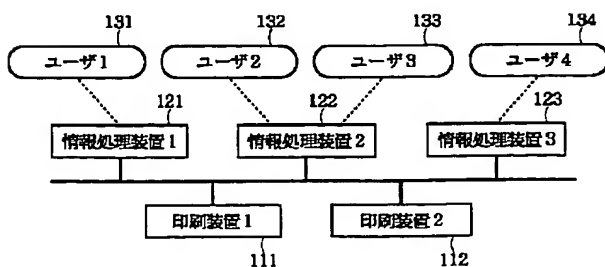 131 132 133 134
ユーザ1 ユーザ2 ユーザ3 ユーザ4
121 122 123
情報処理装置1 情報処理装置2 情報処理装置3
印刷装置1 印刷装置2
111 112